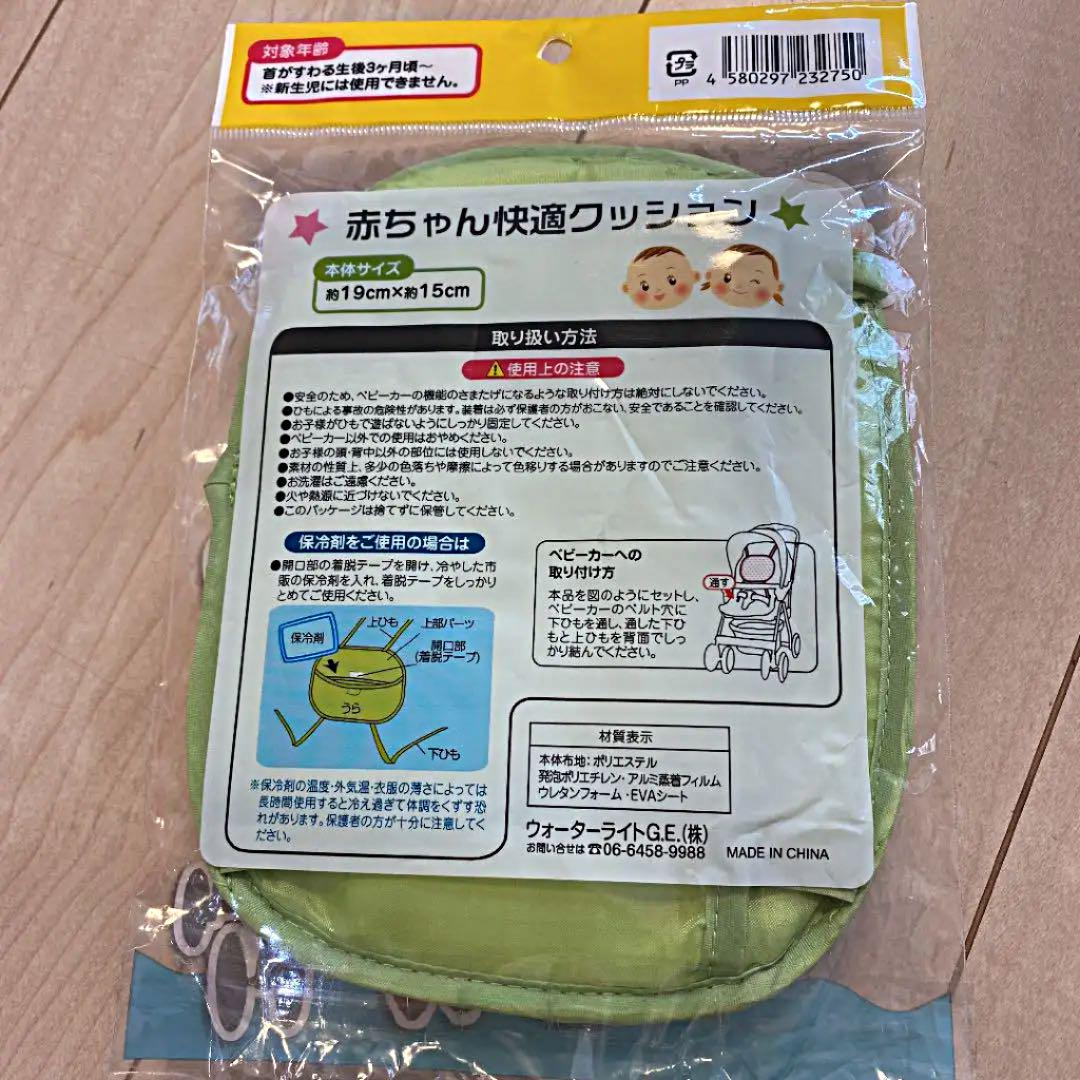 対象年齢
首がすわる生後3ヶ月頃～
※新生児には使用できません。
プラ
PP
4 580297 232750
赤ちゃん快適クッション
本体サイズ
約19cm×約15cm
取り扱い方法
使用上の注意
●安全のため、ベビーカーの機能のさまたげになるような取り付け方は絶対にしないでください。
●ひもによる事故の危険性があります。装着は必ず保護者の方がおこない、安全であることを確認してください。
●お子様がひもで遊ばないようにしっかり固定してください。
●ベビーカー以外での使用はおやめください。
●お子様の頭・背中以外の部位には使用しないでください。
●素材の性質上、多少の色落ちや摩擦によって色移りする場合がありますのでご注意ください。
●お洗濯はご遠慮ください。
●火や熱源に近づけないでください。
●このパッケージは捨てずに保管してください。
保冷剤をご使用の場合は
●開口部の着脱テープを開け、冷やした市
販の保冷剤を入れ、着脱テープをしっかり
とめてご使用ください。
保冷剤
上ひも
上部パーツ
開口部
(着脱テープ)
うら
下ひも
※保冷剤の温度・外気温・衣服の薄さによっては
長時間使用すると冷え過ぎて体調をくずす恐
れがあります。保護者の方が十分に注意してく
ださい。
ベビーカーへの
取り付け方
本品を図のようにセットし、
ベビーカーのベルト穴に
下ひもを通し、通した下ひ
もと上ひもを背面でしっ
かり結んでください。
通す
材質表示
本体布地：ポリエステル
発泡ポリエチレン・アルミ蒸着フィルム
ウレタンフォーム・EVAシート
ウォーターライトG.E.(株)
お問い合せは☎06-6458-9988
MADE IN CHINA